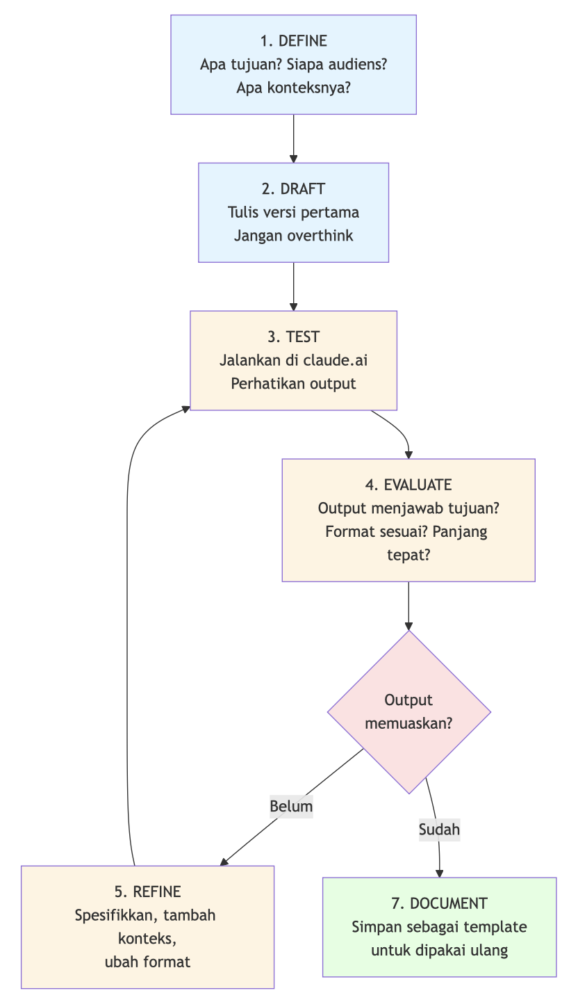 1. DEFINE
Apa tujuan? Siapa audiens?
Apa konteksnya?
2. DRAFT
Tulis versi pertama
Jangan overthink
3. TEST
Jalankan di claude.ai
Perhatikan output
4. EVALUATE
Output menjawab tujuan?
Format sesuai? Panjang
tepat?
Output
memuaskan?
Belum
Sudah
5. REFINE
Spesifikkan, tambah
konteks,
ubah format
7. DOCUMENT
Simpan sebagai template
untuk dipakai ulang